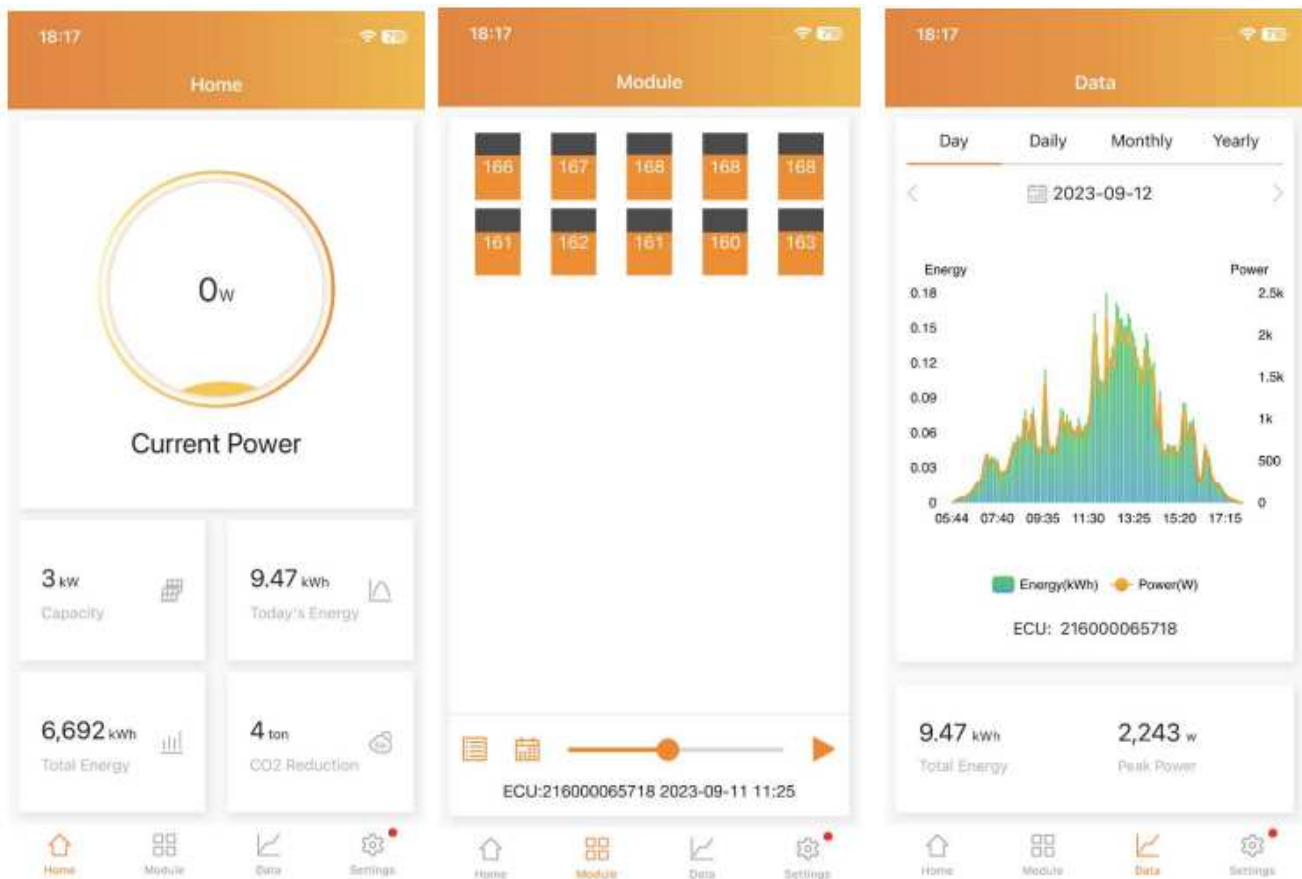 18:17
Home
0W
Current Power
3 kW
Capacity
9.47 kWh
Today's Energy
6,692 kWh
Total Energy
4 ton
CO2 Reduction
Home Module Data Settings
18:17
Module
166 167 168 168 168
161 162 161 160 163
ECU:216000065718 2023-09-11 11:25
Home Module Data Settings
18:17
Data
Day Daily Monthly Yearly
2023-09-12
Energy Power
0.18 2.5k
0.15 2k
0.12 1.5k
0.09
0.06 1k
0.03 500
0 0
05:44 07:40 09:35 11:30 13:25 15:20 17:15
Energy(kWh) Power(W)
ECU: 216000065718
9.47 kWh
Total Energy
2,243 W
Peak Power
Home Module Data Settings